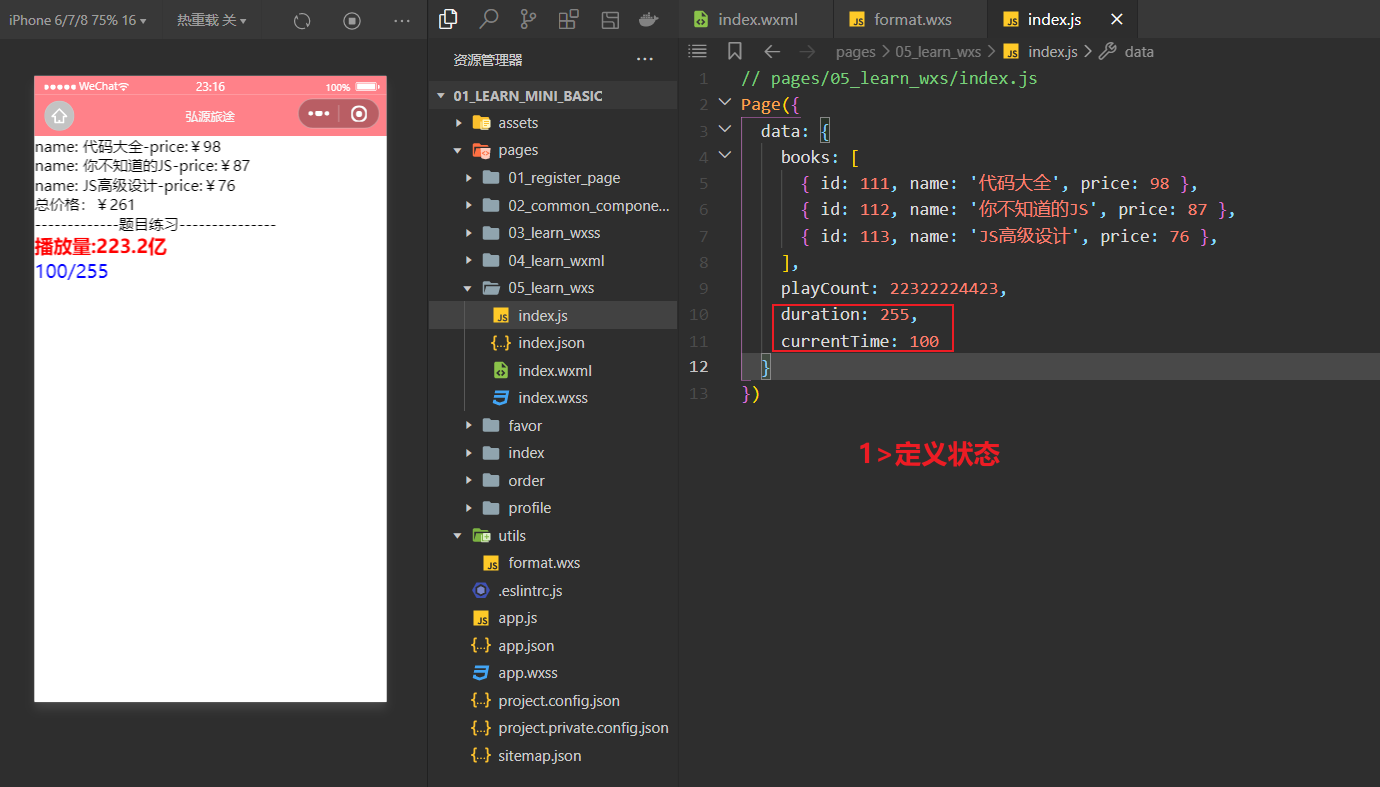 iPhone 6/7/8 75% 16
热重载 关
WeChat
23:16
100%
弘源旅途
name: 代码大全-price:￥98
name: 你不知道的JS-price:￥87
name: JS高级设计-price:￥76
总价格：￥261
-------------题目练习---------------
播放量:223.2亿
100/255
资源管理器
01_LEARN_MINI_BASIC
assets
pages
01_register_page
02_common_compone...
03_learn_wxss
04_learn_wxml
05_learn_wxs
index.js
index.json
index.wxml
index.wxss
favor
index
order
profile
utils
format.wxs
.eslintrc.js
app.js
app.json
app.wxss
project.config.json
project.private.config.json
sitemap.json
index.wxml
format.wxs
index.js
pages > 05_learn_wxs > index.js > data
1 // pages/05_learn_wxs/index.js
2 Page({
3 data: {
4 books: [
5 { id: 111, name: '代码大全', price: 98 },
6 { id: 112, name: '你不知道的JS', price: 87 },
7 { id: 113, name: 'JS高级设计', price: 76 },
8 ],
9 playCount: 22322224423,
10 duration: 255,
11 currentTime: 100
12 }
13 })
1>定义状态